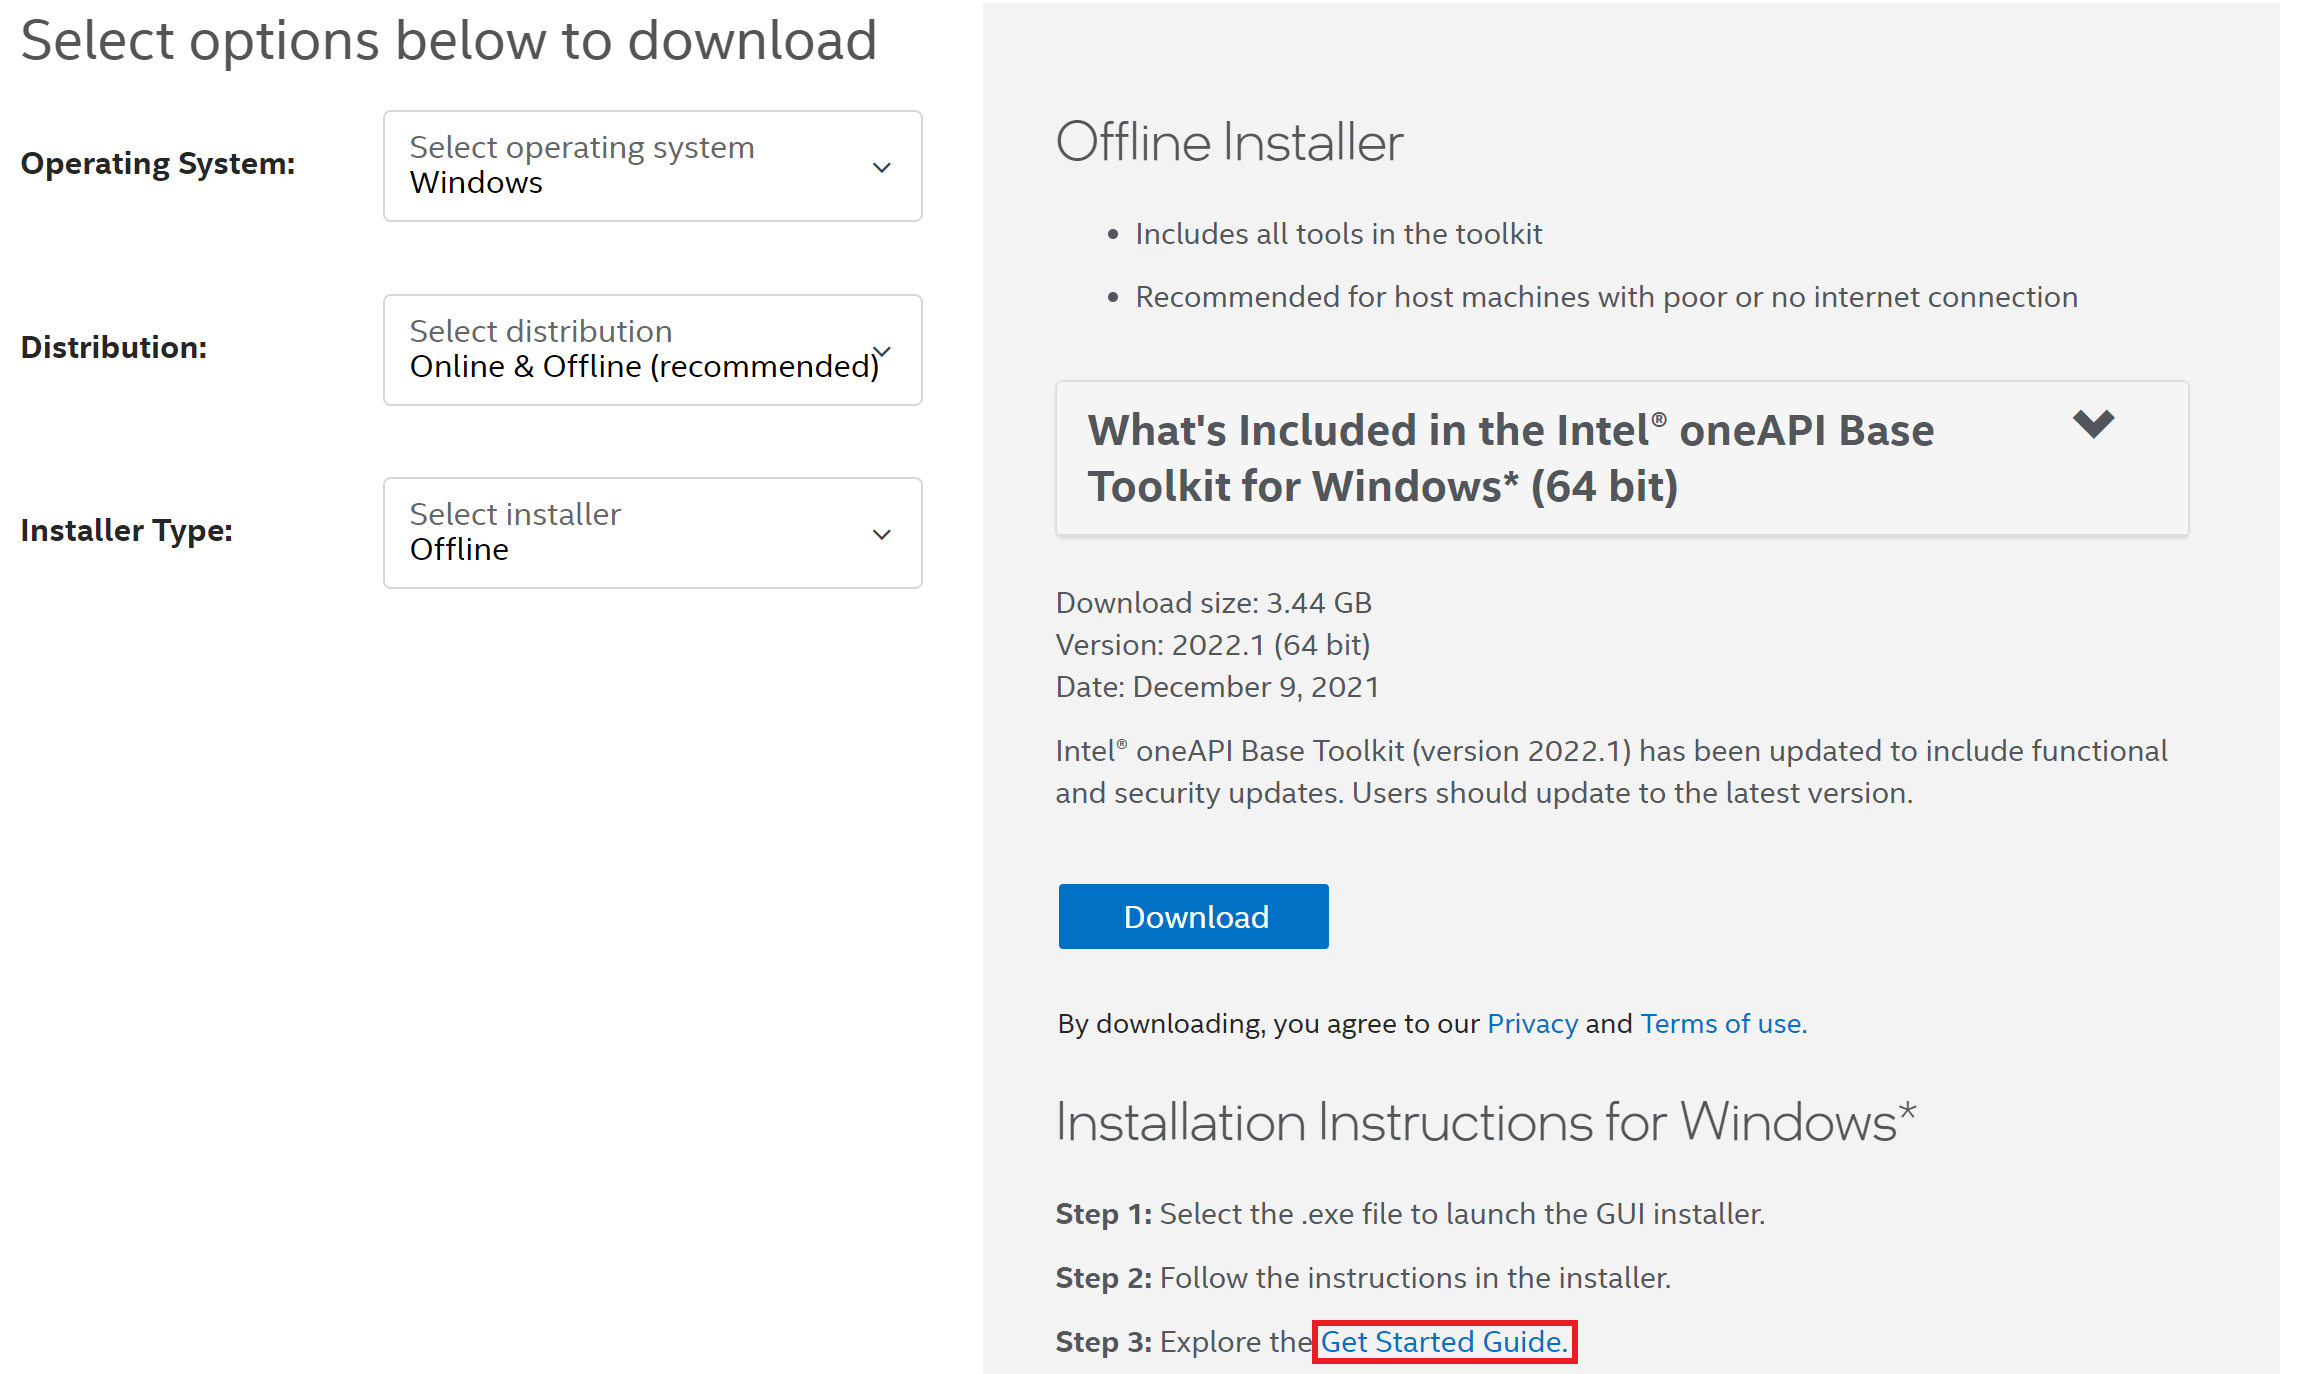 Select options below to download
Operating System:
Select operating system
Windows
Distribution:
Select distribution
Online & Offline (recommended)
Installer Type:
Select installer
Offline
Offline Installer
• Includes all tools in the toolkit
• Recommended for host machines with poor or no internet connection
What's Included in the Intel® oneAPI Base
Toolkit for Windows* (64 bit)
Download size: 3.44 GB
Version: 2022.1 (64 bit)
Date: December 9, 2021
Intel® oneAPI Base Toolkit (version 2022.1) has been updated to include functional
and security updates. Users should update to the latest version.
Download
By downloading, you agree to our Privacy and Terms of use.
Installation Instructions for Windows*
Step 1: Select the .exe file to launch the GUI installer.
Step 2: Follow the instructions in the installer.
Step 3: Explore the Get Started Guide.